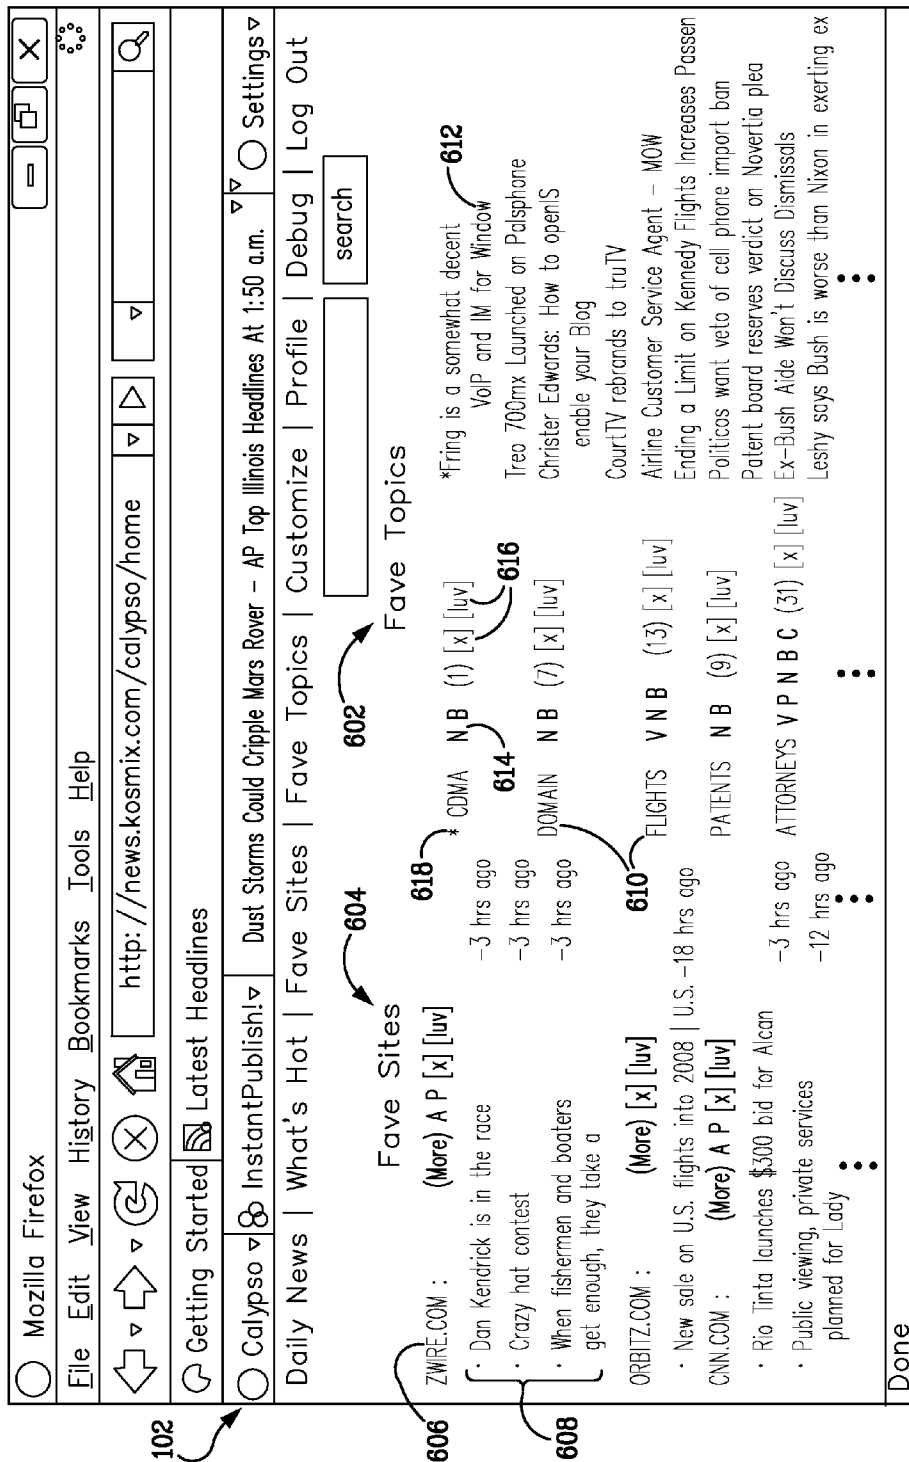 Mozilla Firefox
File Edit View History Bookmarks Tools Help
http://news.kosmix.com/calypso/home
Getting Started Latest Headlines
102
Calypso InstantPublish! Dust Storms Could Cripple Mars Rover - AP Top Illinois Headlines At 1:50 a.m. Settings
Daily News | What's Hot | Fave Sites | Fave Topics | Customize | Profile | Debug | Log Out
search
604
602
Fave Sites
Fave Topics
606
ZWIRE.COM : (More) A P [x] [luv]
· Dan Kendrick is in the race -3 hrs ago
· Crazy hat contest -3 hrs ago
· When fishermen and boaters -3 hrs ago
get enough, they take a
608
ORBITZ.COM : (More) [x] [luv]
· New sale on U.S. flights into 2008 | U.S. -18 hrs ago
CNN.COM : (More) A P [x] [luv]
· Rio Tinta launches $300 bid for Alcan -3 hrs ago
· Public viewing, private services -12 hrs ago
planned for Lady
618
* CDMA N B (1) [x] [luv]
614
616
DOMAIN N B (7) [x] [luv]
610
FLIGHTS V N B (13) [x] [luv]
PATENTS N B (9) [x] [luv]
ATTORNEYS V P N B C (31) [x] [luv]
*Fring is a somewhat decent
VoIP and IM for Window
612
Treo 700mx Launched on Palsphone
Christer Edwards: How to openIS
enable your Blog
CourtTV rebrands to truTV
Airline Customer Service Agent - MOW
Ending a Limit on Kennedy Flights Increases Passen
Politicos want veto of cell phone import ban
Patent board reserves verdict on Novertia plea
Ex-Bush Aide Won't Discuss Dismissals
Leshy says Bush is worse than Nixon in exerting ex
Done